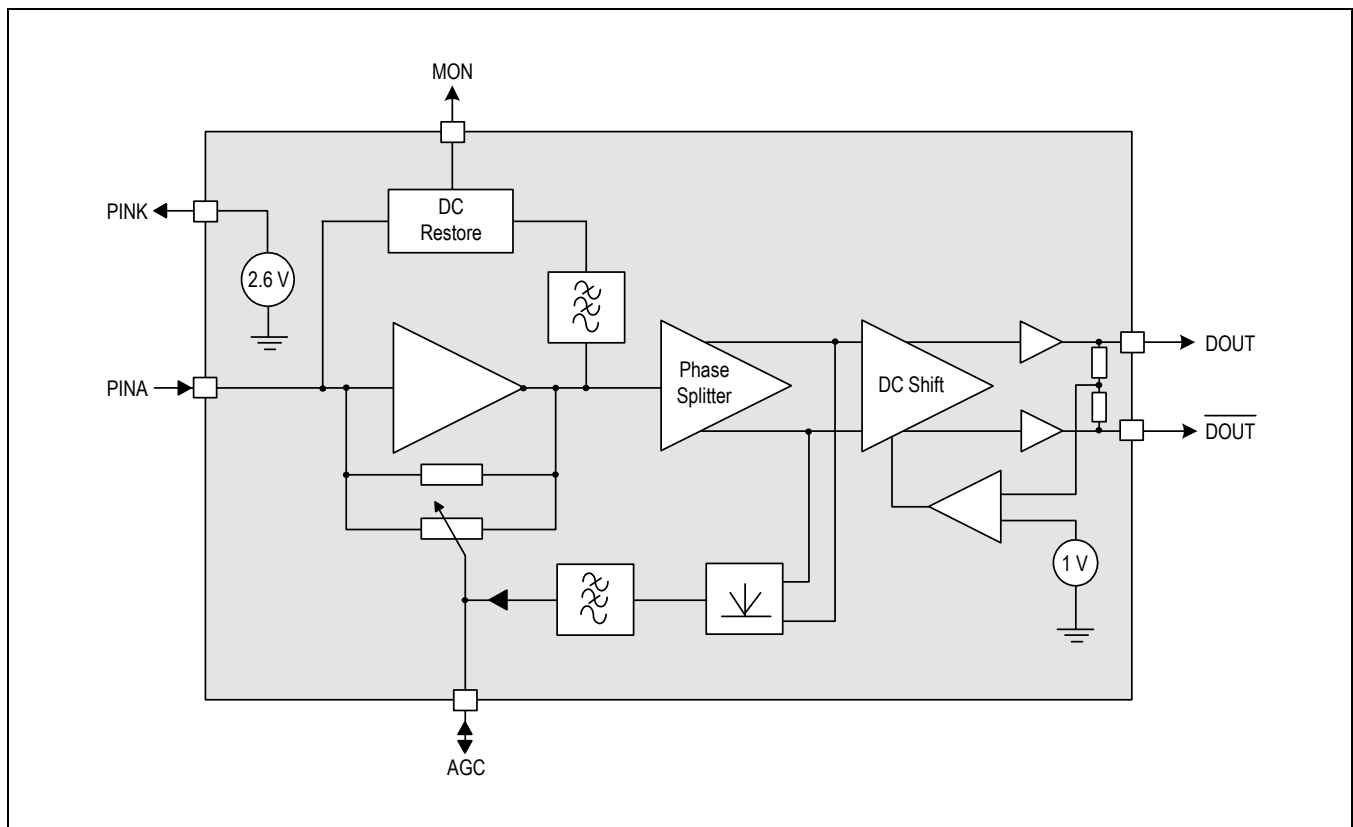 MON
PINK
DC
Restore
2.6 V
PINA
Phase
Splitter
DC Shift
DOUT
DOUT
1 V
AGC